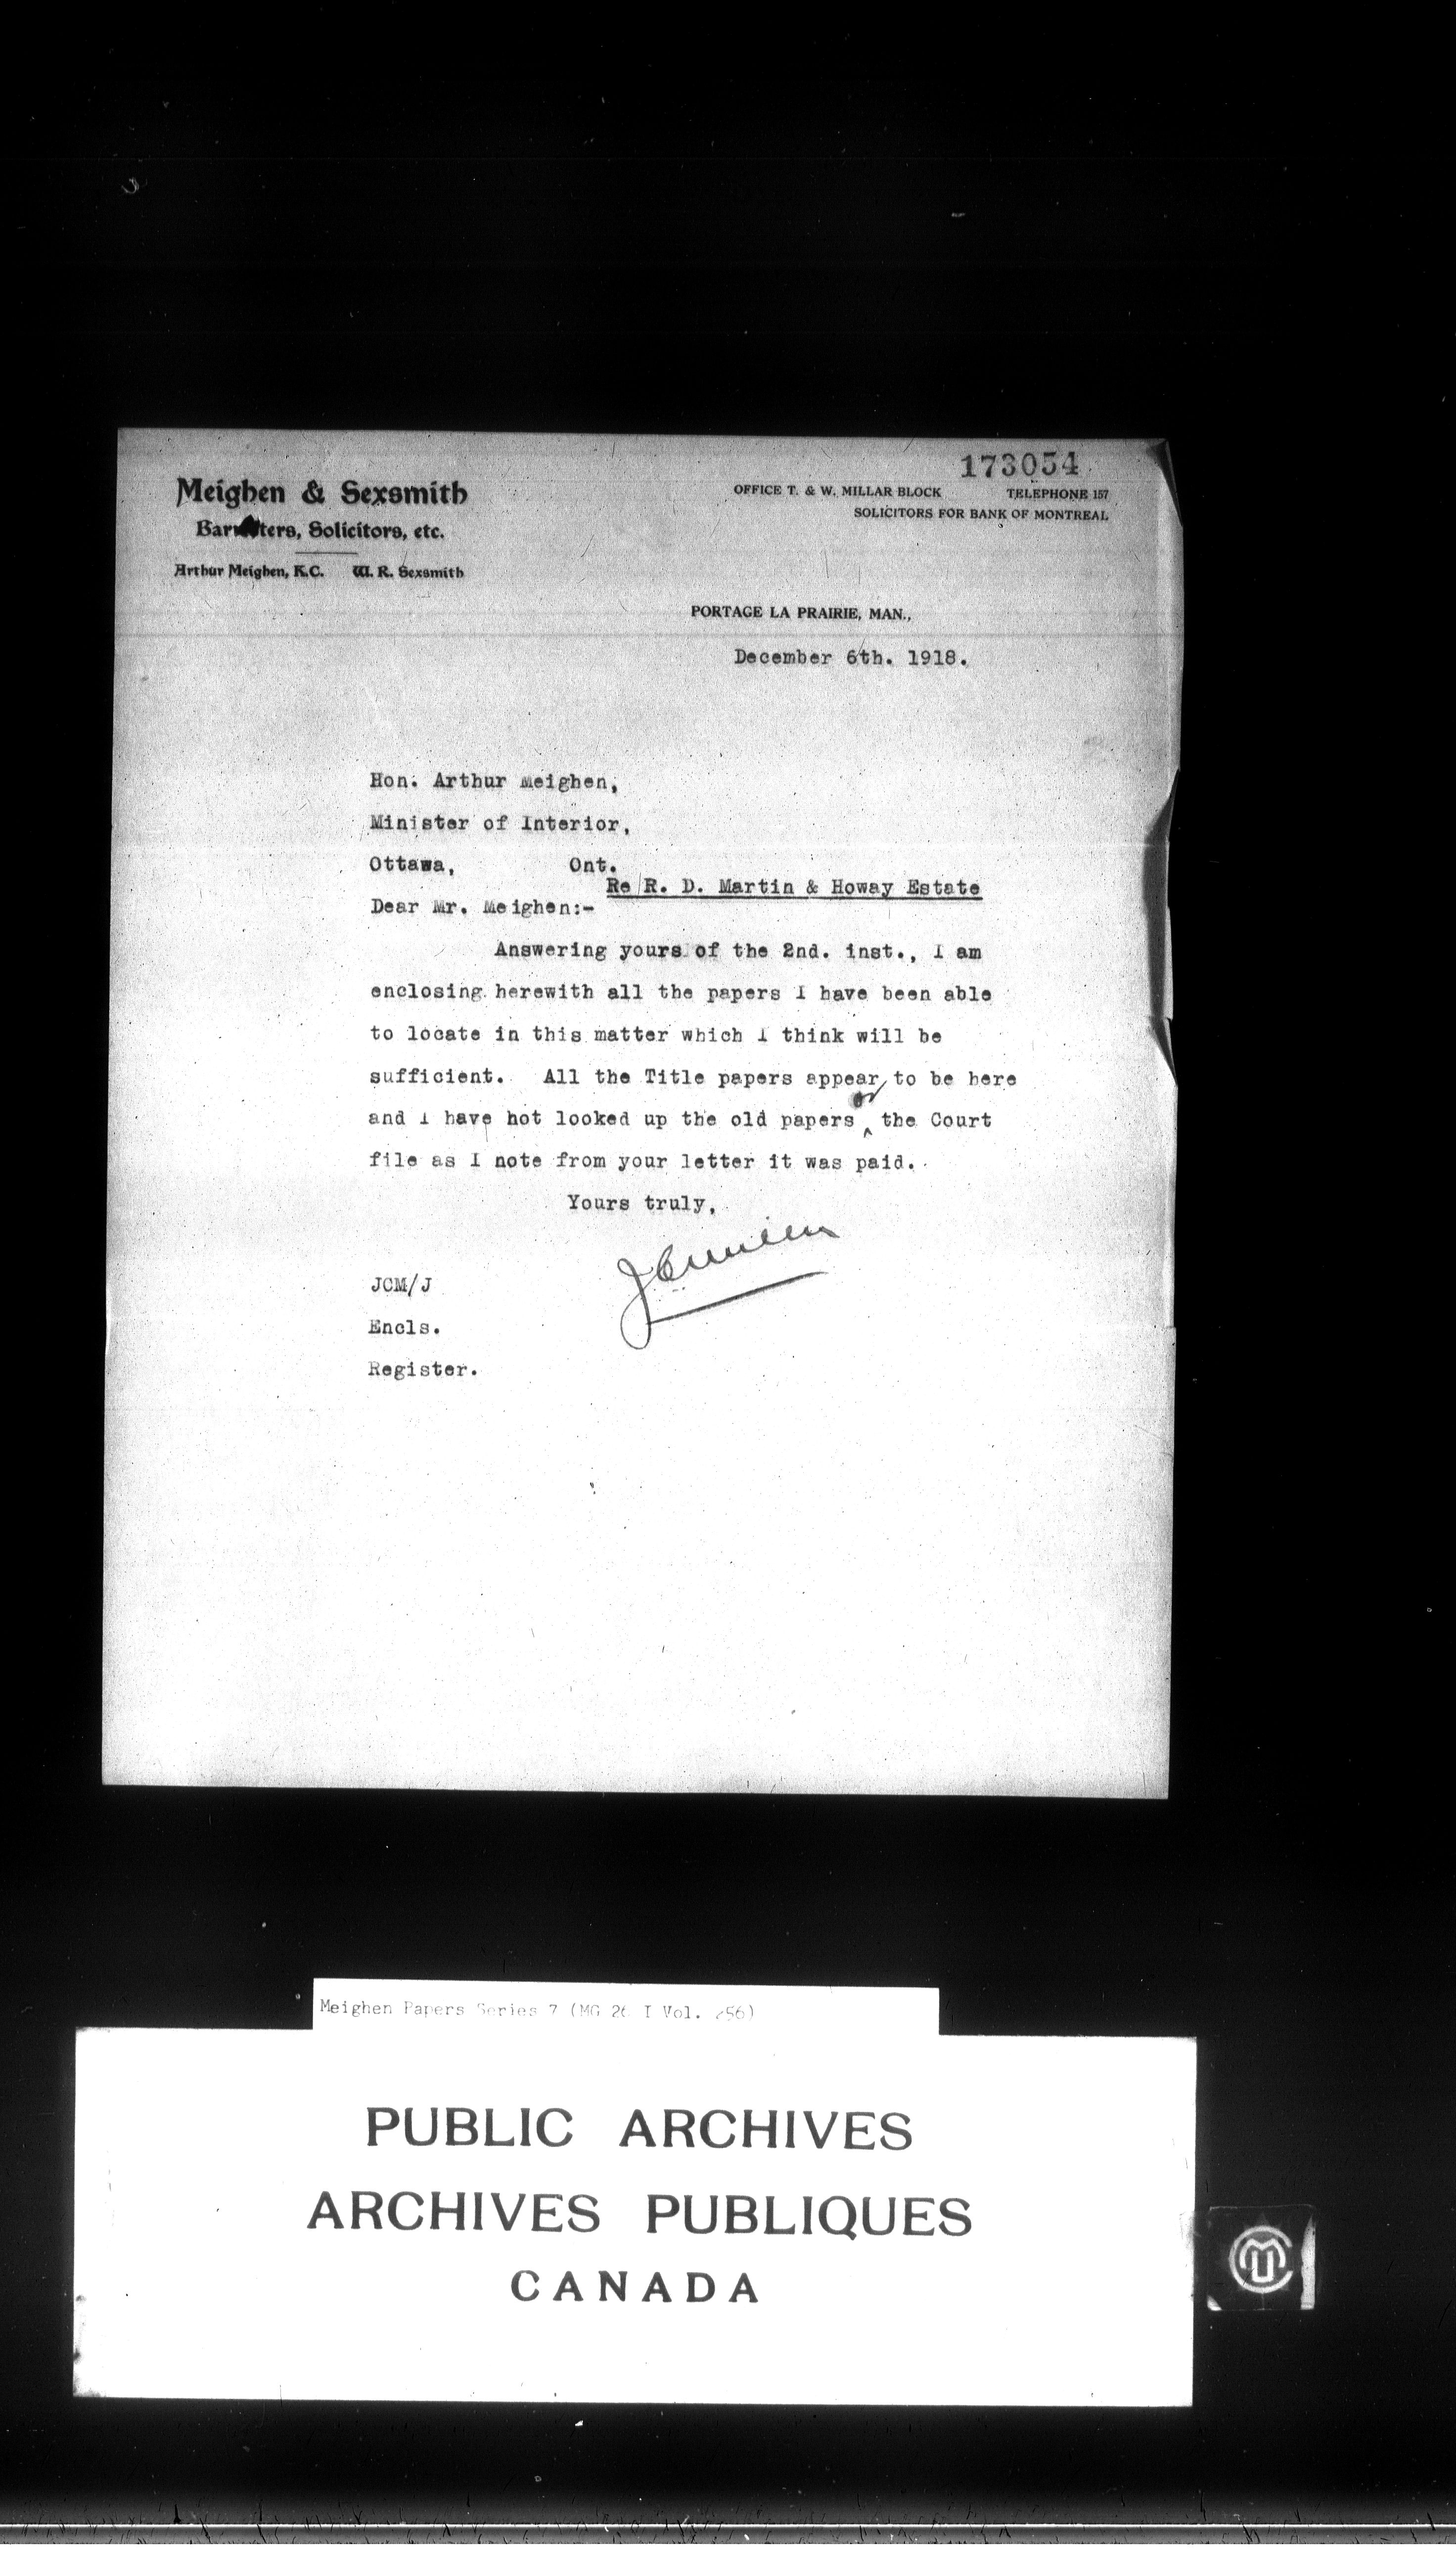 173054
Meighen & Sexsmith
Barristers, Solicitors, etc.
Arthur Meighen, K.C. W. R. Sexsmith
OFFICE T. & W. MILLAR BLOCK TELEPHONE 157
SOLICITORS FOR BANK OF MONTREAL
PORTAGE LA PRAIRIE, MAN.,
December 6th. 1918.
Hon. Arthur Meighen,
Minister of Interior,
Ottawa, Ont.
Re R. D. Martin & Howay Estate
Dear Mr. Meighen:-
Answering yours of the 2nd. inst., I am
enclosing herewith all the papers I have been able
to locate in this matter which I think will be
sufficient. All the Title papers appear to be here
and I have hot looked up the old papers or the Court
file as I note from your letter it was paid.
Yours truly,
JCM/J
Encls.
Register.
Meighen Papers Series 7 (MG 26 I Vol. 256)
PUBLIC ARCHIVES
ARCHIVES PUBLIQUES
CANADA